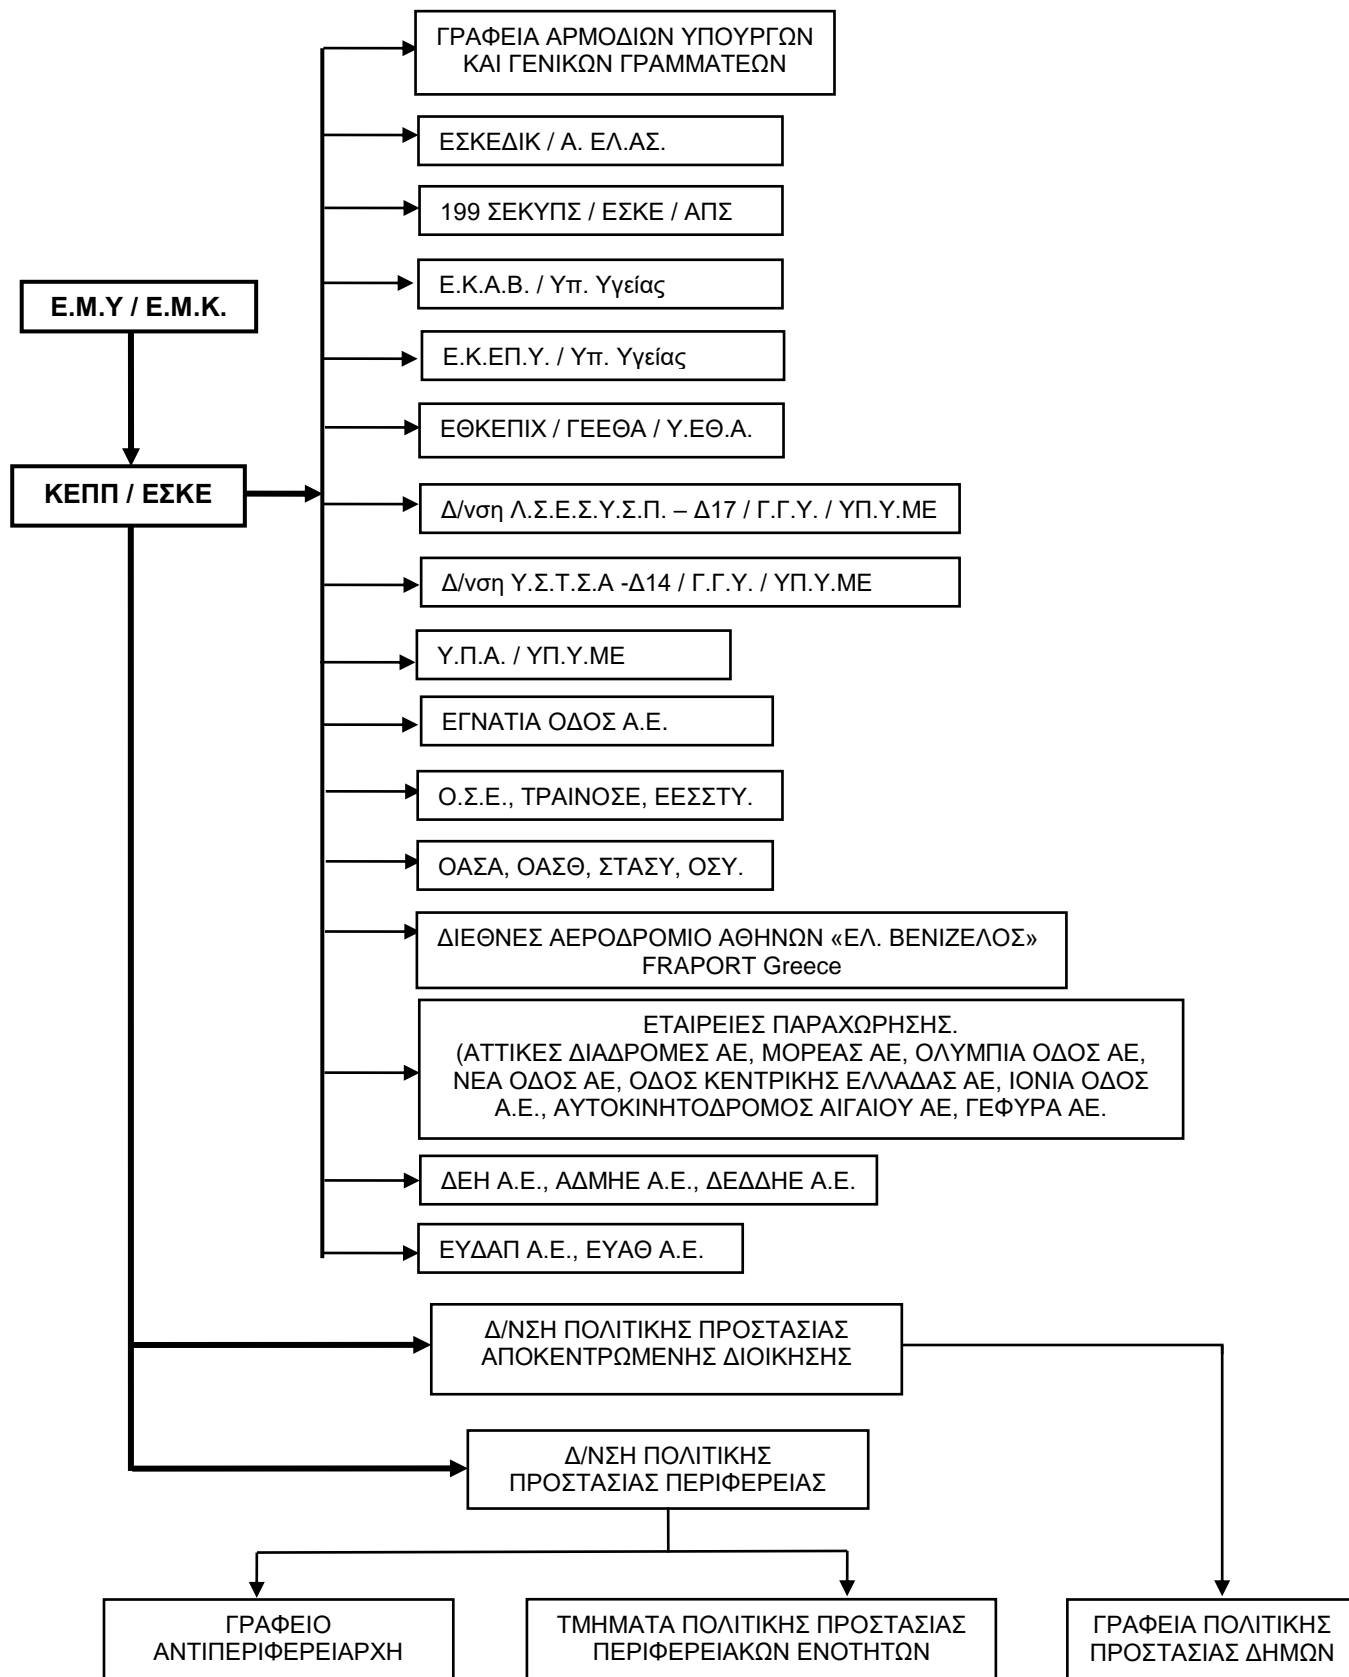 ΓΡΑΦΕΙΑ ΑΡΜΟΔΙΩΝ ΥΠΟΥΡΓΩΝ
ΚΑΙ ΓΕΝΙΚΩΝ ΓΡΑΜΜΑΤΕΩΝ
ΕΣΚΕΔΙΚ / Α. ΕΛ.ΑΣ.
199 ΣΕΚΥΠΣ / ΕΣΚΕ / ΑΠΣ
Ε.Κ.Α.Β. / Υπ. Υγείας
Ε.Μ.Υ / Ε.Μ.Κ.
Ε.Κ.ΕΠ.Υ. / Υπ. Υγείας
ΕΘΚΕΠΙΧ / ΓΕΕΘΑ / Υ.ΕΘ.Α.
ΚΕΠΠ / ΕΣΚΕ
Δ/νση Λ.Σ.Ε.Σ.Υ.Σ.Π. – Δ17 / Γ.Γ.Υ. / ΥΠ.Υ.ΜΕ
Δ/νση Υ.Σ.Τ.Σ.Α -Δ14 / Γ.Γ.Υ. / ΥΠ.Υ.ΜΕ
Υ.Π.Α. / ΥΠ.Υ.ΜΕ
ΕΓΝΑΤΙΑ ΟΔΟΣ Α.Ε.
Ο.Σ.Ε., ΤΡΑΙΝΟΣΕ, ΕΕΣΣΤΥ.
ΟΑΣΑ, ΟΑΣΘ, ΣΤΑΣΥ, ΟΣΥ.
ΔΙΕΘΝΕΣ ΑΕΡΟΔΡΟΜΙΟ ΑΘΗΝΩΝ «ΕΛ. ΒΕΝΙΖΕΛΟΣ»
FRAPORT Greece
ΕΤΑΙΡΕΙΕΣ ΠΑΡΑΧΩΡΗΣΗΣ.
(ΑΤΤΙΚΕΣ ΔΙΑΔΡΟΜΕΣ ΑΕ, ΜΟΡΕΑΣ ΑΕ, ΟΛΥΜΠΙΑ ΟΔΟΣ ΑΕ,
ΝΕΑ ΟΔΟΣ ΑΕ, ΟΔΟΣ ΚΕΝΤΡΙΚΗΣ ΕΛΛΑΔΑΣ ΑΕ, ΙΟΝΙΑ ΟΔΟΣ
Α.Ε., ΑΥΤΟΚΙΝΗΤΟΔΡΟΜΟΣ ΑΙΓΑΙΟΥ ΑΕ, ΓΕΦΥΡΑ ΑΕ.
ΔΕΗ Α.Ε., ΑΔΜΗΕ Α.Ε., ΔΕΔΔΗΕ Α.Ε.
ΕΥΔΑΠ Α.Ε., ΕΥΑΘ Α.Ε.
Δ/ΝΣΗ ΠΟΛΙΤΙΚΗΣ ΠΡΟΣΤΑΣΙΑΣ
ΑΠΟΚΕΝΤΡΩΜΕΝΗΣ ΔΙΟΙΚΗΣΗΣ
Δ/ΝΣΗ ΠΟΛΙΤΙΚΗΣ
ΠΡΟΣΤΑΣΙΑΣ ΠΕΡΙΦΕΡΕΙΑΣ
ΓΡΑΦΕΙΟ
ΑΝΤΙΠΕΡΙΦΕΡΕΙΑΡΧΗ
ΤΜΗΜΑΤΑ ΠΟΛΙΤΙΚΗΣ ΠΡΟΣΤΑΣΙΑΣ
ΠΕΡΙΦΕΡΕΙΑΚΩΝ ΕΝΟΤΗΤΩΝ
ΓΡΑΦΕΙΑ ΠΟΛΙΤΙΚΗΣ
ΠΡΟΣΤΑΣΙΑΣ ΔΗΜΩΝ